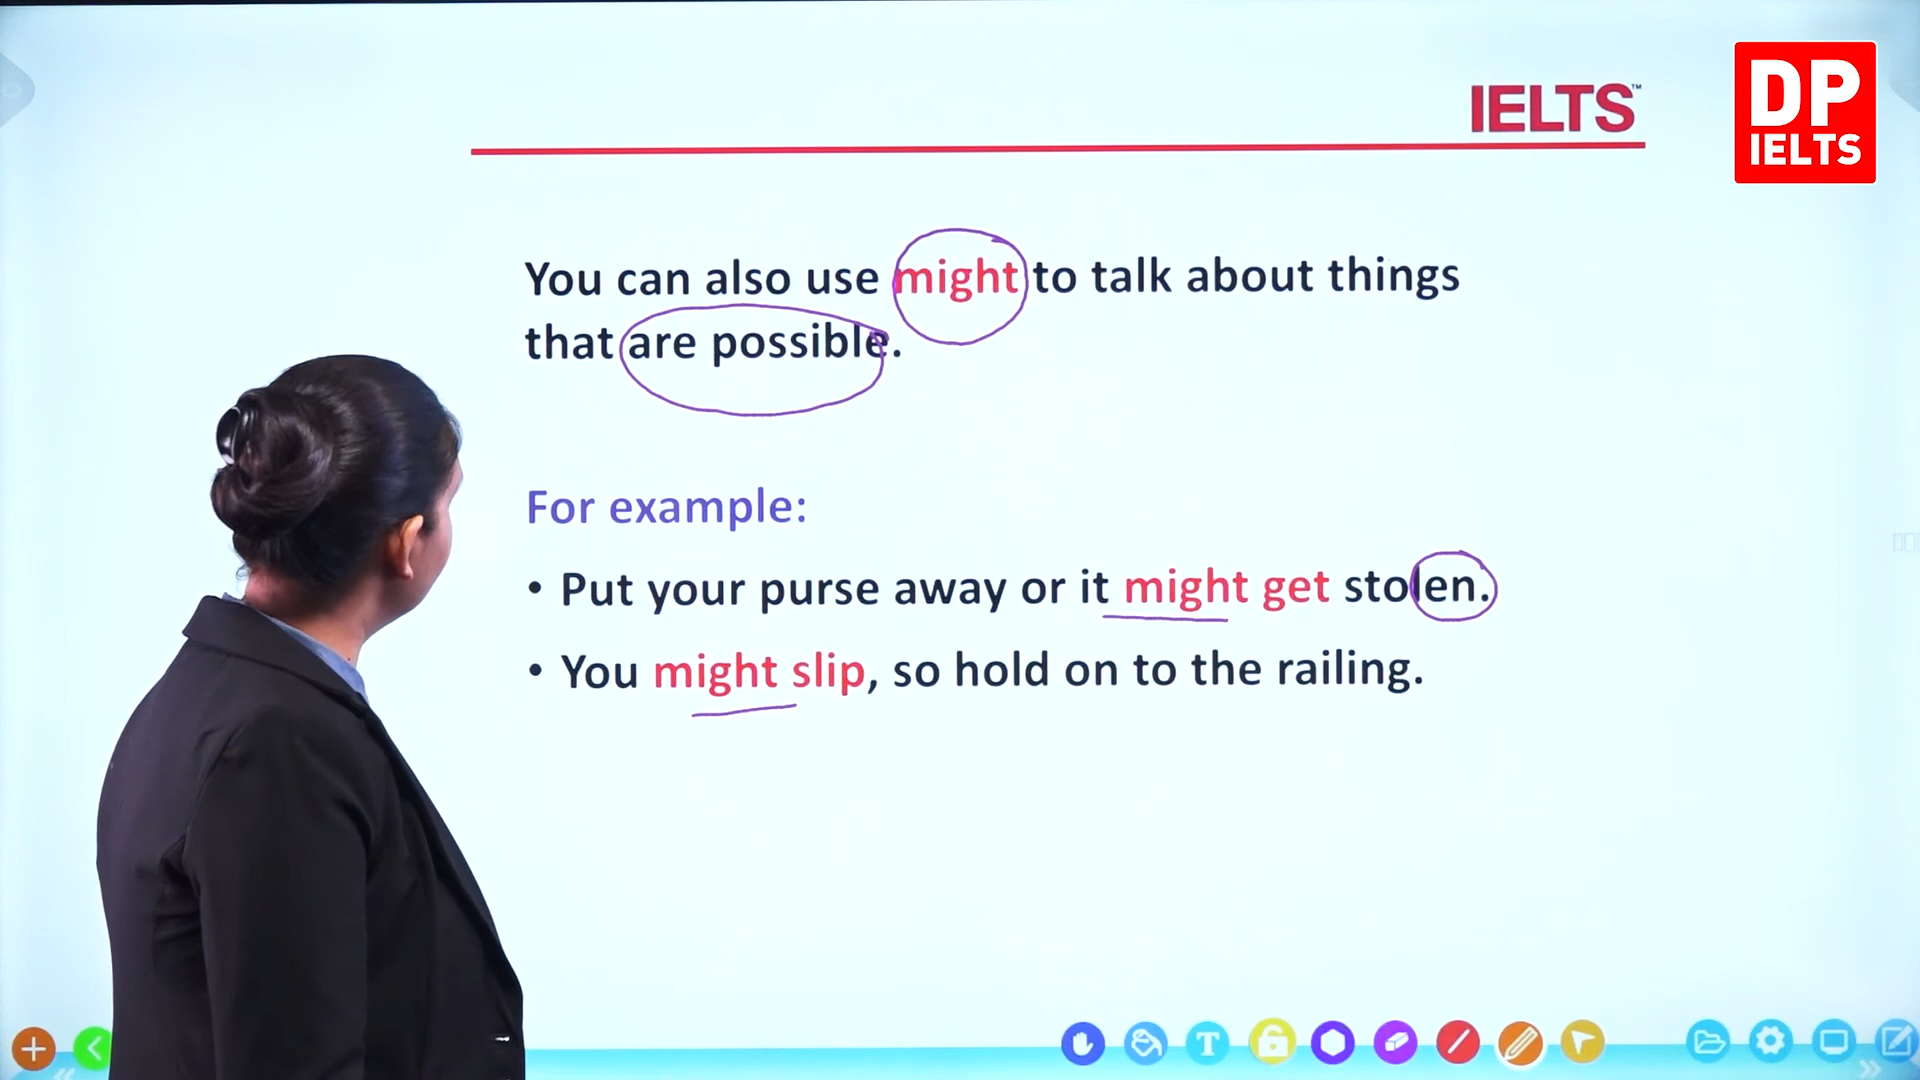 IELTS™
DP
IELTS
You can also use might to talk about things
that are possible.
For example:
• Put your purse away or it might get stolen.
• You might slip, so hold on to the railing.
T